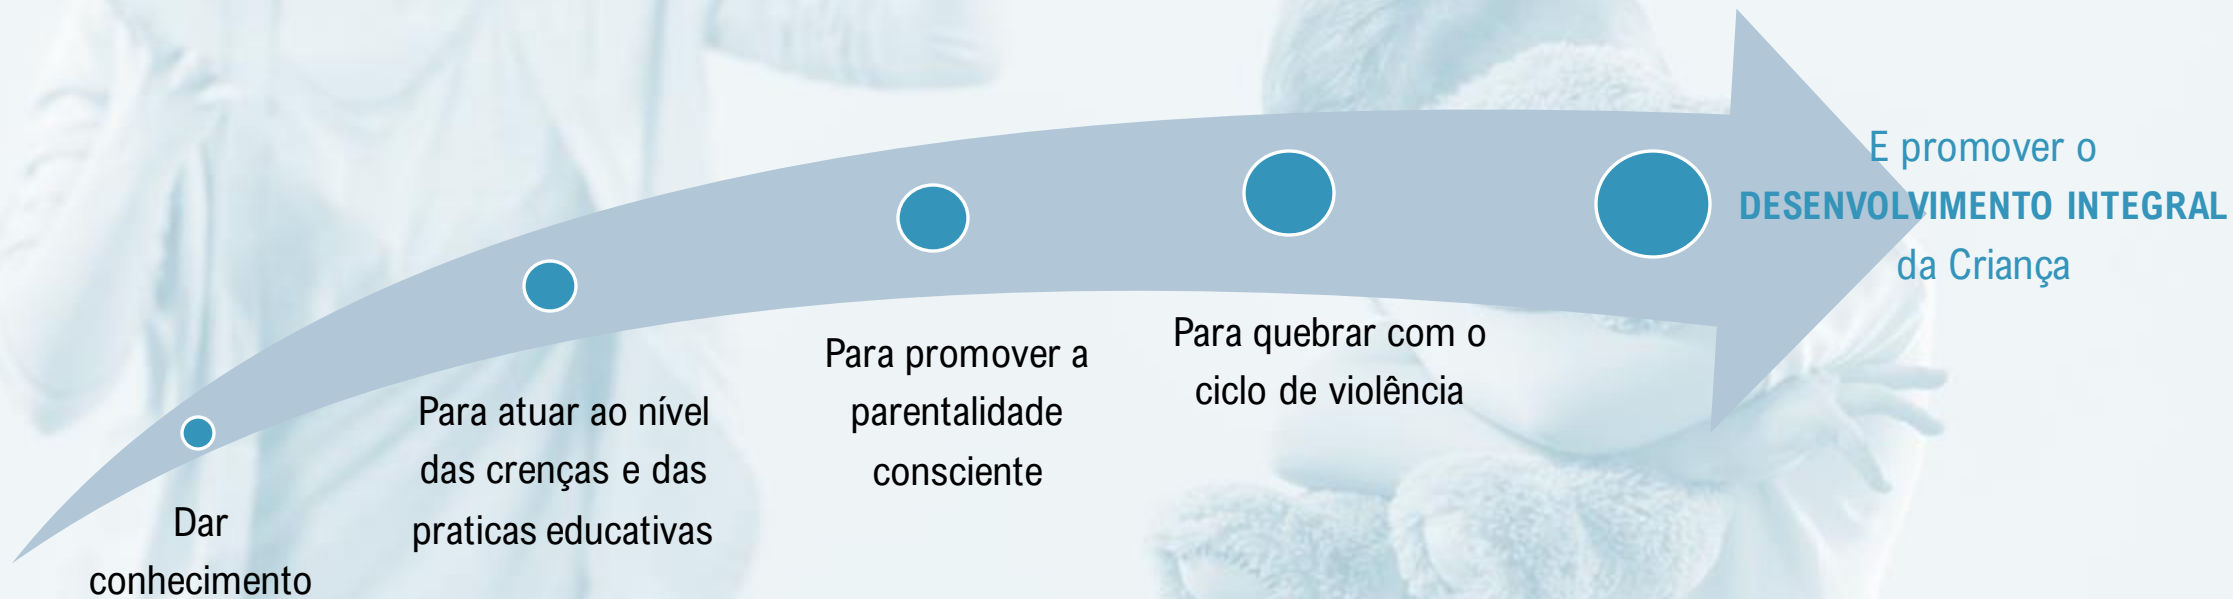 Dar
conhecimento
Para atuar ao nível
das crenças e das
praticas educativas
Para promover a
parentalidade
consciente
Para quebrar com o
ciclo de violência
E promover o
DESENVOLVIMENTO INTEGRAL
da Criança